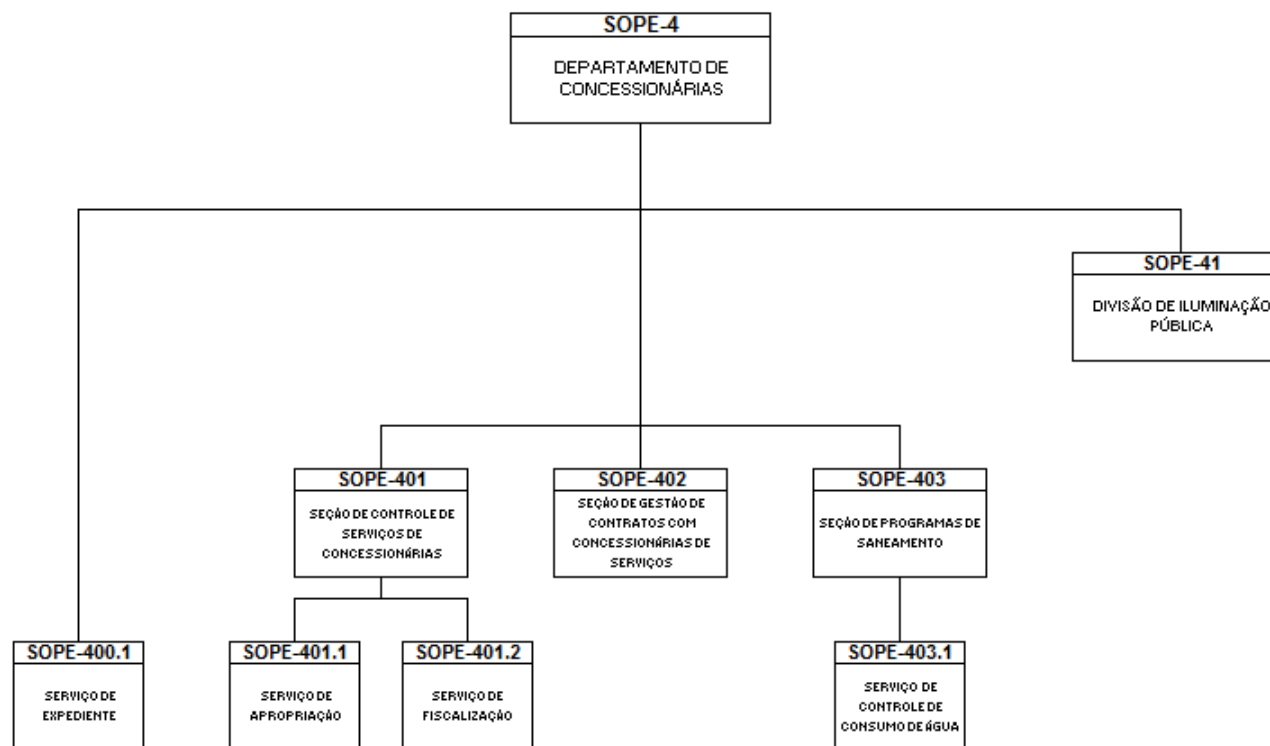 SOPE-4
DEPARTAMENTO DE
CONCESSIONÁRIAS
SOPE-41
DIVISÃO DE ILUMINAÇÃO
PÚBLICA
SOPE-401
SEÇÃO DE CONTROLE DE
SERVIÇOS DE
CONCESSIONÁRIAS
SOPE-402
SEÇÃO DE GESTÃO DE
CONTRATOS COM
CONCESSIONÁRIAS DE
SERVIÇOS
SOPE-403
SEÇÃO DE PROGRAMAS DE
SANEAMENTO
SOPE-400.1
SERVIÇO DE
EXPEDIENTE
SOPE-401.1
SERVIÇO DE
APROPRIAÇÃO
SOPE-401.2
SERVIÇO DE
FISCALIZAÇÃO
SOPE-403.1
SERVIÇO DE
CONTROLE DE
CONSUMO DE ÁGUA